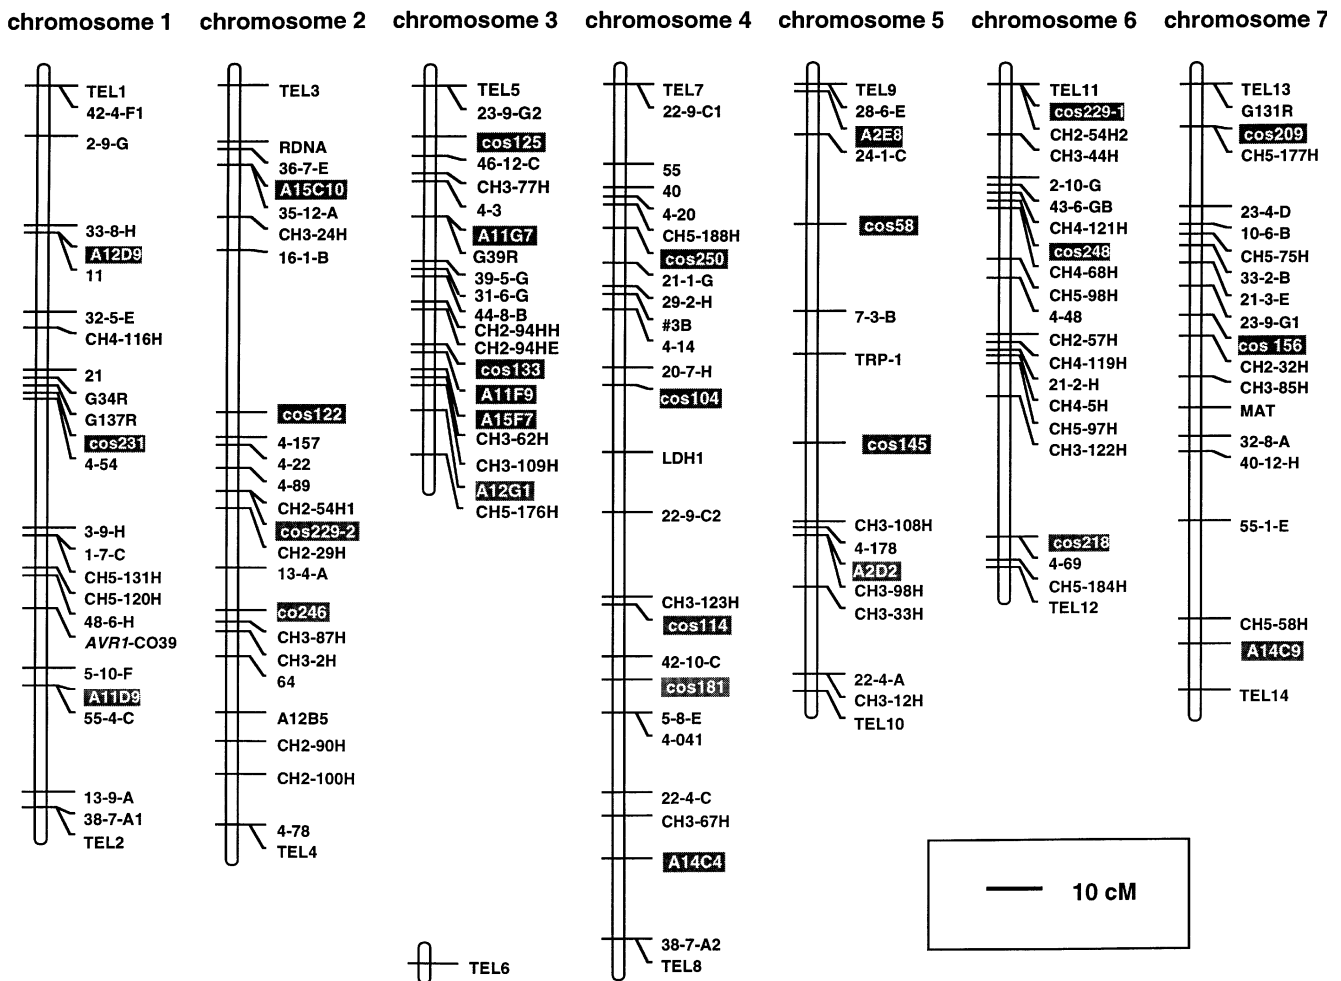 chromosome 1
TEL1
42-4-F1
2-9-G
33-8-H
A12D9
11
32-5-E
CH4-116H
21
G34R
G137R
cos231
4-54
3-9-H
1-7-C
CH5-131H
CH5-120H
48-6-H
AVR1-CO39
5-10-F
A11D9
55-4-C
13-9-A
38-7-A1
TEL2
chromosome 2
TEL3
RDNA
36-7-E
A15C10
35-12-A
CH3-24H
16-1-B
cos122
4-157
4-22
4-89
CH2-54H1
cos229-2
CH2-29H
13-4-A
co246
CH3-87H
CH3-2H
64
A12B5
CH2-90H
CH2-100H
4-78
TEL4
chromosome 3
TEL5
23-9-G2
cos125
46-12-C
CH3-77H
4-3
A11G7
G39R
39-5-G
31-6-G
44-8-B
CH2-94HH
CH2-94HE
cos133
A11F9
A15F7
CH3-62H
CH3-109H
A12G1
CH5-176H
TEL6
chromosome 4
TEL7
22-9-C1
55
40
4-20
CH5-188H
cos250
21-1-G
29-2-H
#3B
4-14
20-7-H
cos104
LDH1
22-9-C2
CH3-123H
cos114
42-10-C
cos181
5-8-E
4-041
22-4-C
CH3-67H
A14C4
38-7-A2
TEL8
chromosome 5
TEL9
28-6-E
A2E8
24-1-C
cos58
7-3-B
TRP-1
cos145
CH3-108H
4-178
A2D2
CH3-98H
CH3-33H
22-4-A
CH3-12H
TEL10
chromosome 6
TEL11
cos229-1
CH2-54H2
CH3-44H
2-10-G
43-6-GB
CH4-121H
cos248
CH4-68H
CH5-98H
4-48
CH2-57H
CH4-119H
21-2-H
CH4-5H
CH5-97H
CH3-122H
cos218
4-69
CH5-184H
TEL12
chromosome 7
TEL13
G131R
cos209
CH5-177H
23-4-D
10-6-B
CH5-75H
33-2-B
21-3-E
23-9-G1
cos 156
CH2-32H
CH3-85H
MAT
32-8-A
40-12-H
55-1-E
CH5-58H
A14C9
TEL14
10 cM